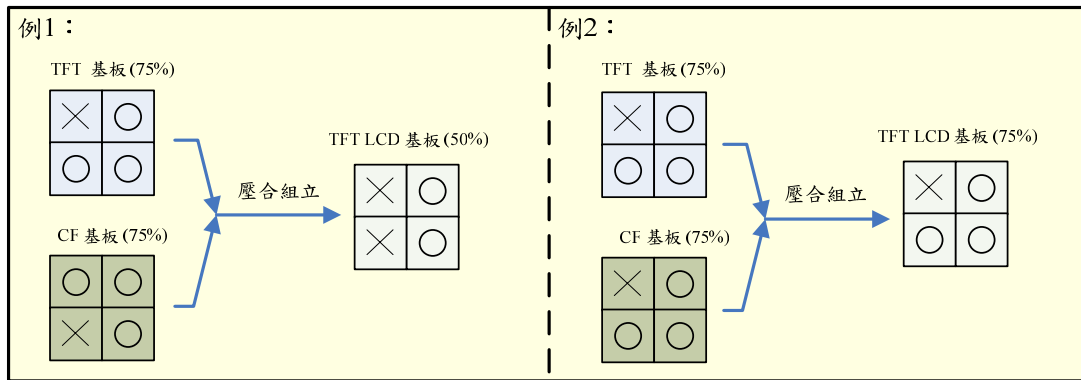 例1：
TFT 基板(75%)
TFT LCD 基板(50%)
壓合組立
CF 基板(75%)
例2：
TFT 基板(75%)
TFT LCD 基板(75%)
壓合組立
CF 基板(75%)